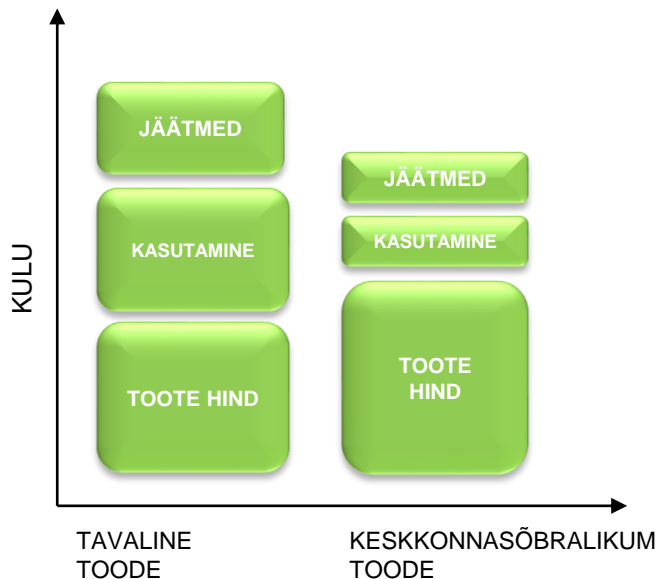 KULU
JÄÄTMED
KASUTAMINE
TOOTE HIND
JÄÄTMED
KASUTAMINE
TOOTE
HIND
TAVALINE
TOODE
KESKKONNASÕBRALIKUM
TOODE